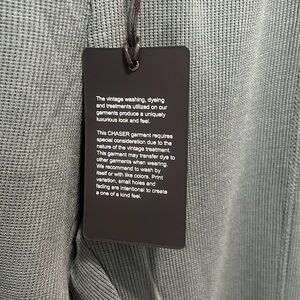 The vintage washing, dyeing
and treatments utilized on our
garments produce a uniquely
luxurious look and feel.
This CHASER garment requires
special consideration due to the
nature of the vintage treatment.
This garment may transfer dye to
other garments when wearing.
We recommend to wash by
itself or with like colors. Print
variation, small holes and
fading are intentional to create
a one of a kind feel.